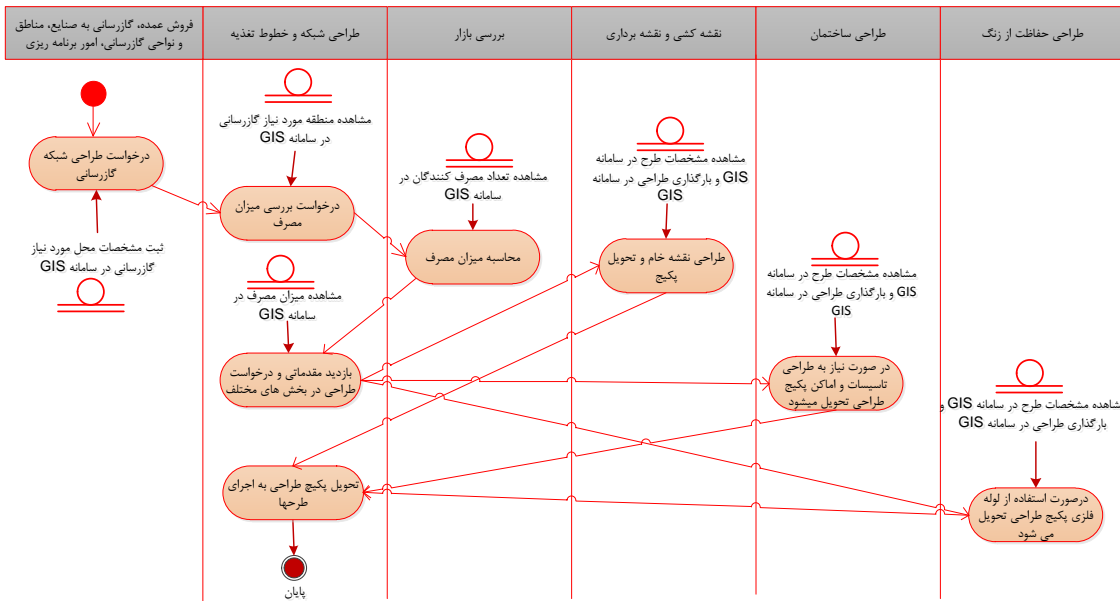 فروش عمده، گازرسانی به صنایع، مناطق
و نواحی گازرسانی، امور برنامه ریزی
طراحی شبکه و خطوط تغذیه
بررسی بازار
نقشه کشی و نقشه برداری
طراحی ساختمان
طراحی حفاظت از زنگ
درخواست طراحی شبکه
گازرسانی
ثبت مشخصات محل مورد نیاز
گازرسانی در سامانه GIS
مشاهده منطقه مورد نیاز گازرسانی
در سامانه GIS
درخواست بررسی میزان
مصرف
مشاهده میزان مصرف در
سامانه GIS
بازدید مقدماتی و درخواست
طراحی در بخش های مختلف
تحویل پکیچ طراحی به اجرای
طرحها
پایان
مشاهده تعداد مصرف کنندگان در
سامانه GIS
محاسبه میزان مصرف
مشاهده مشخصات طرح در سامانه
GIS و بارگذاری طراحی در سامانه
GIS
طراحی نقشه خام و تحویل
پکیج
مشاهده مشخصات طرح در سامانه
GIS و بارگذاری طراحی در سامانه
GIS
در صورت نیاز به طراحی
تاسیسات و اماکن پکیج
طراحی تحویل میشود
شاهده مشخصات طرح در سامانه GIS و
بارگذاری طراحی در سامانه GIS
درصورت استفاده از لوله
فلزی پکیج طراحی تحویل
می شود